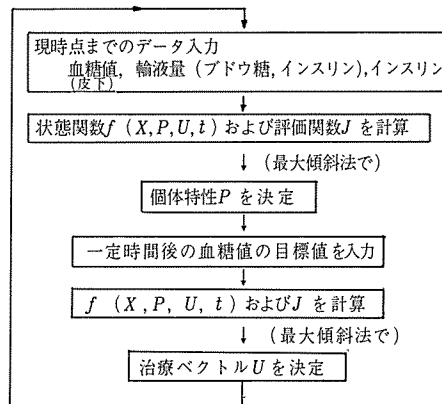 現時点までのデータ入力
血糖値, 輸液量 (ブドウ糖, インスリン), インスリン
(皮下)
状態関数f (X,P,U,t) および評価関数J を計算
(最大傾斜法で)
個体特性P を決定
一定時間後の血糖値の目標値を入力
f (X,P, U, t) およびJ を計算
(最大傾斜法で)
治療ベクトルU を決定